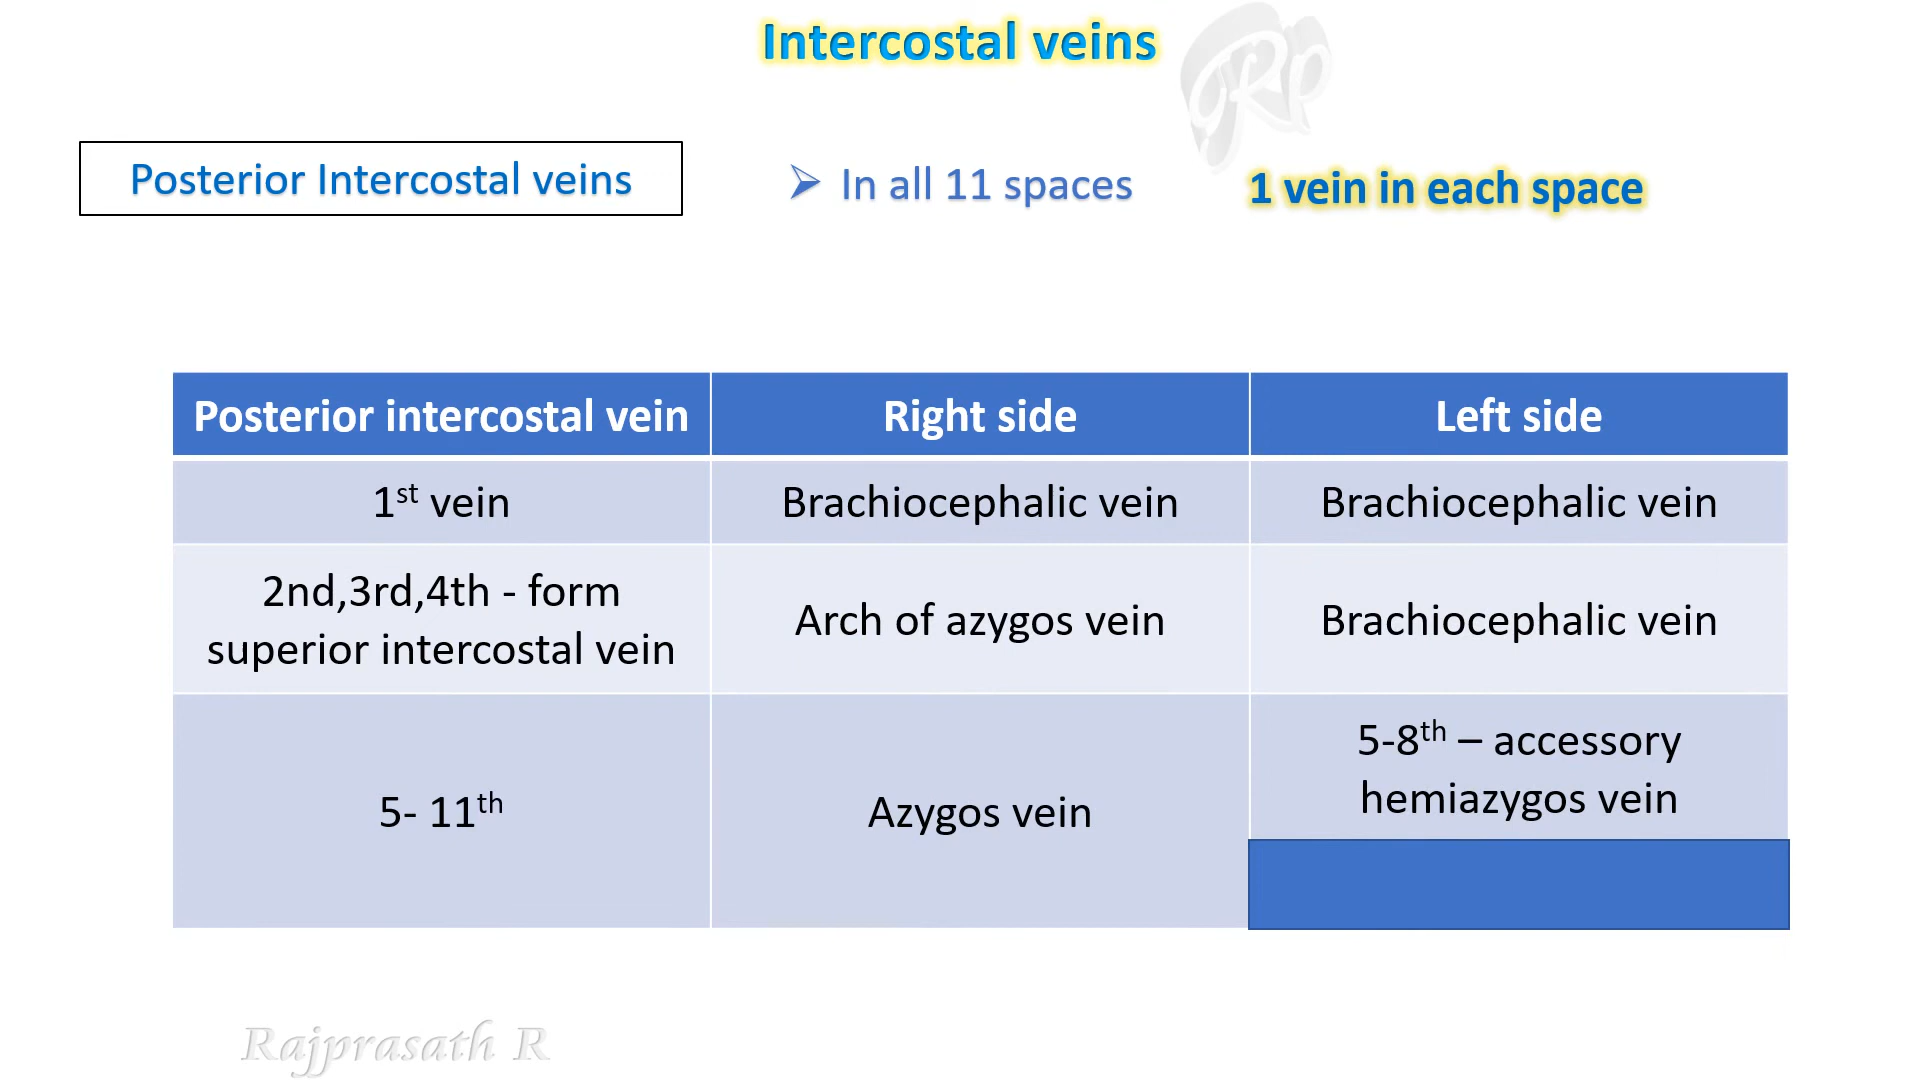 Intercostal veins
GRP
Posterior Intercostal veins
➢ In all 11 spaces
1 vein in each space
Posterior intercostal vein
Right side
Left side
1st vein
Brachiocephalic vein
Brachiocephalic vein
2nd,3rd,4th - form
superior intercostal vein
Arch of azygos vein
Brachiocephalic vein
5- 11th
Azygos vein
5-8th – accessory
hemiazygos vein
Rajprasath R